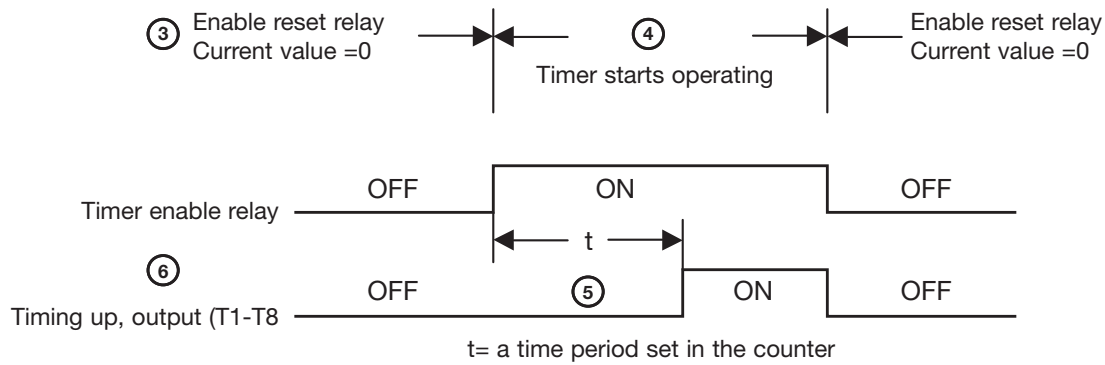 ③ Enable reset relay
Current value =0
④
Timer starts operating
Enable reset relay
Current value =0
OFF ON OFF
Timer enable relay
t
⑥
OFF ⑤ ON OFF
Timing up, output (T1-T8
t= a time period set in the counter